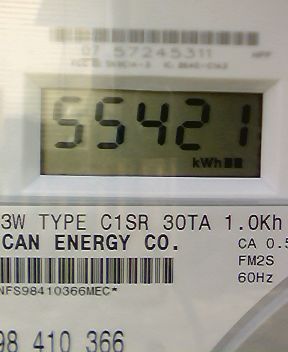 07 57245311
55421
kWh
3W TYPE C1SR 30TA 1.0Kh
CAN ENERGY CO.
CA 0.5
FM2S
60Hz
NFS98410366MEC*
98 410 366